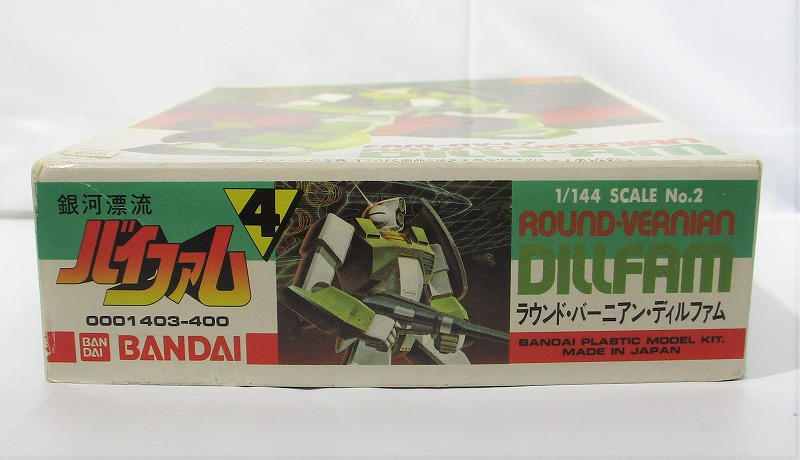 銀河漂流
バイファム
4
0001403-400
BAN
DAI
BANDAI
1/144 SCALE No.2
ROUND·VERNIAN
DILLFAM
ラウンド・バーニアン・ディルファム
BANDAI PLASTIC MODEL KIT.
MADE IN JAPAN